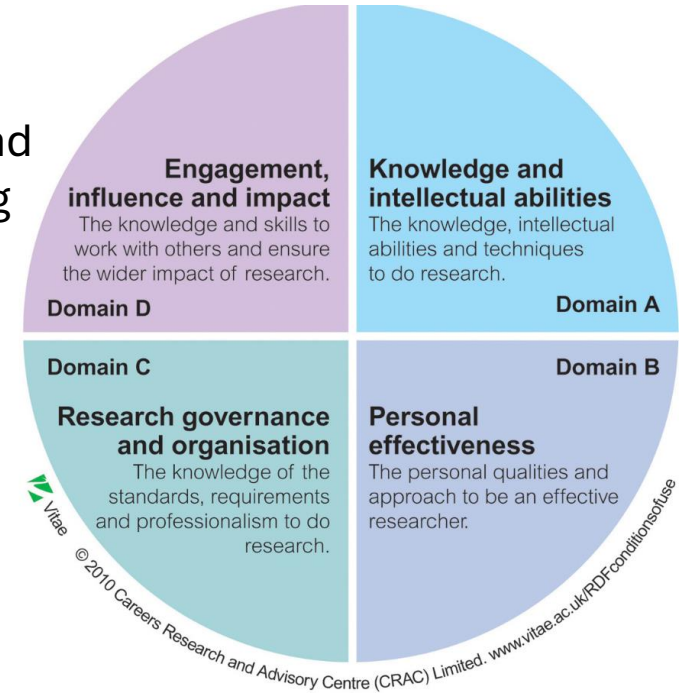 nd
g
Engagement,
influence and impact
The knowledge and skills to
work with others and ensure
the wider impact of research.
Domain D
Knowledge and
intellectual abilities
The knowledge, intellectual
abilities and techniques
to do research.
Domain A
Domain C
Research governance
and organisation
The knowledge of the
standards, requirements
and professionalism to do
research.
Domain B
Personal
effectiveness
The personal qualities and
approach to be an effective
researcher.
Vitae
© 2010 Careers Research and Advisory Centre (CRAC) Limited. www.vitae.ac.uk/RDFconditionsofuse